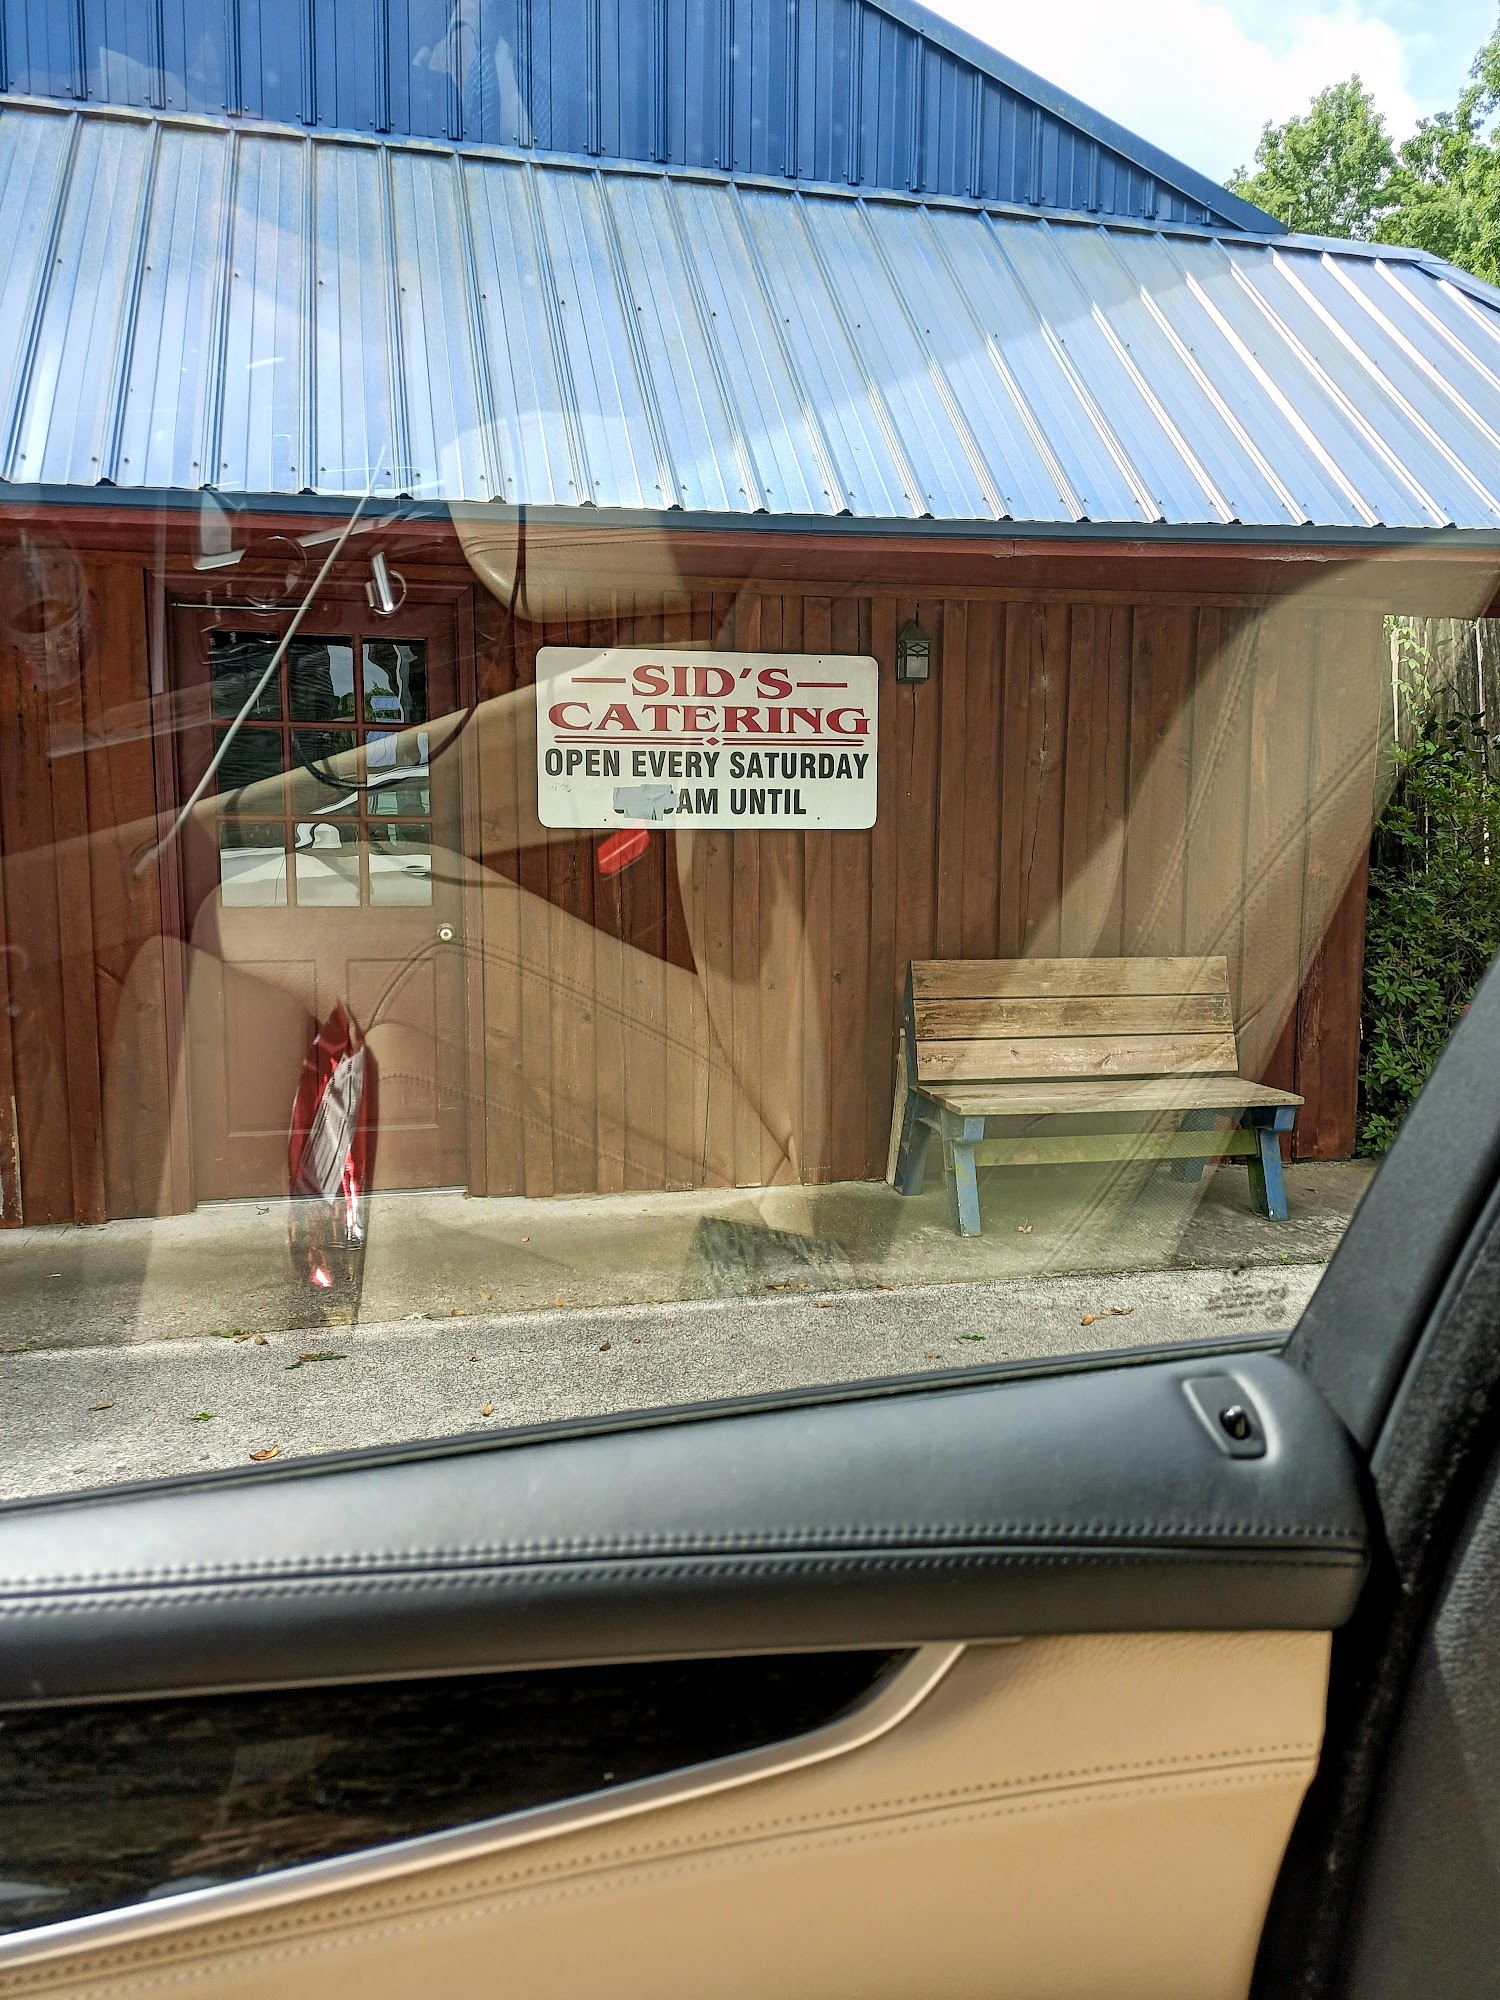 SID'S
CATERING
OPEN EVERY SATURDAY
AM UNTIL